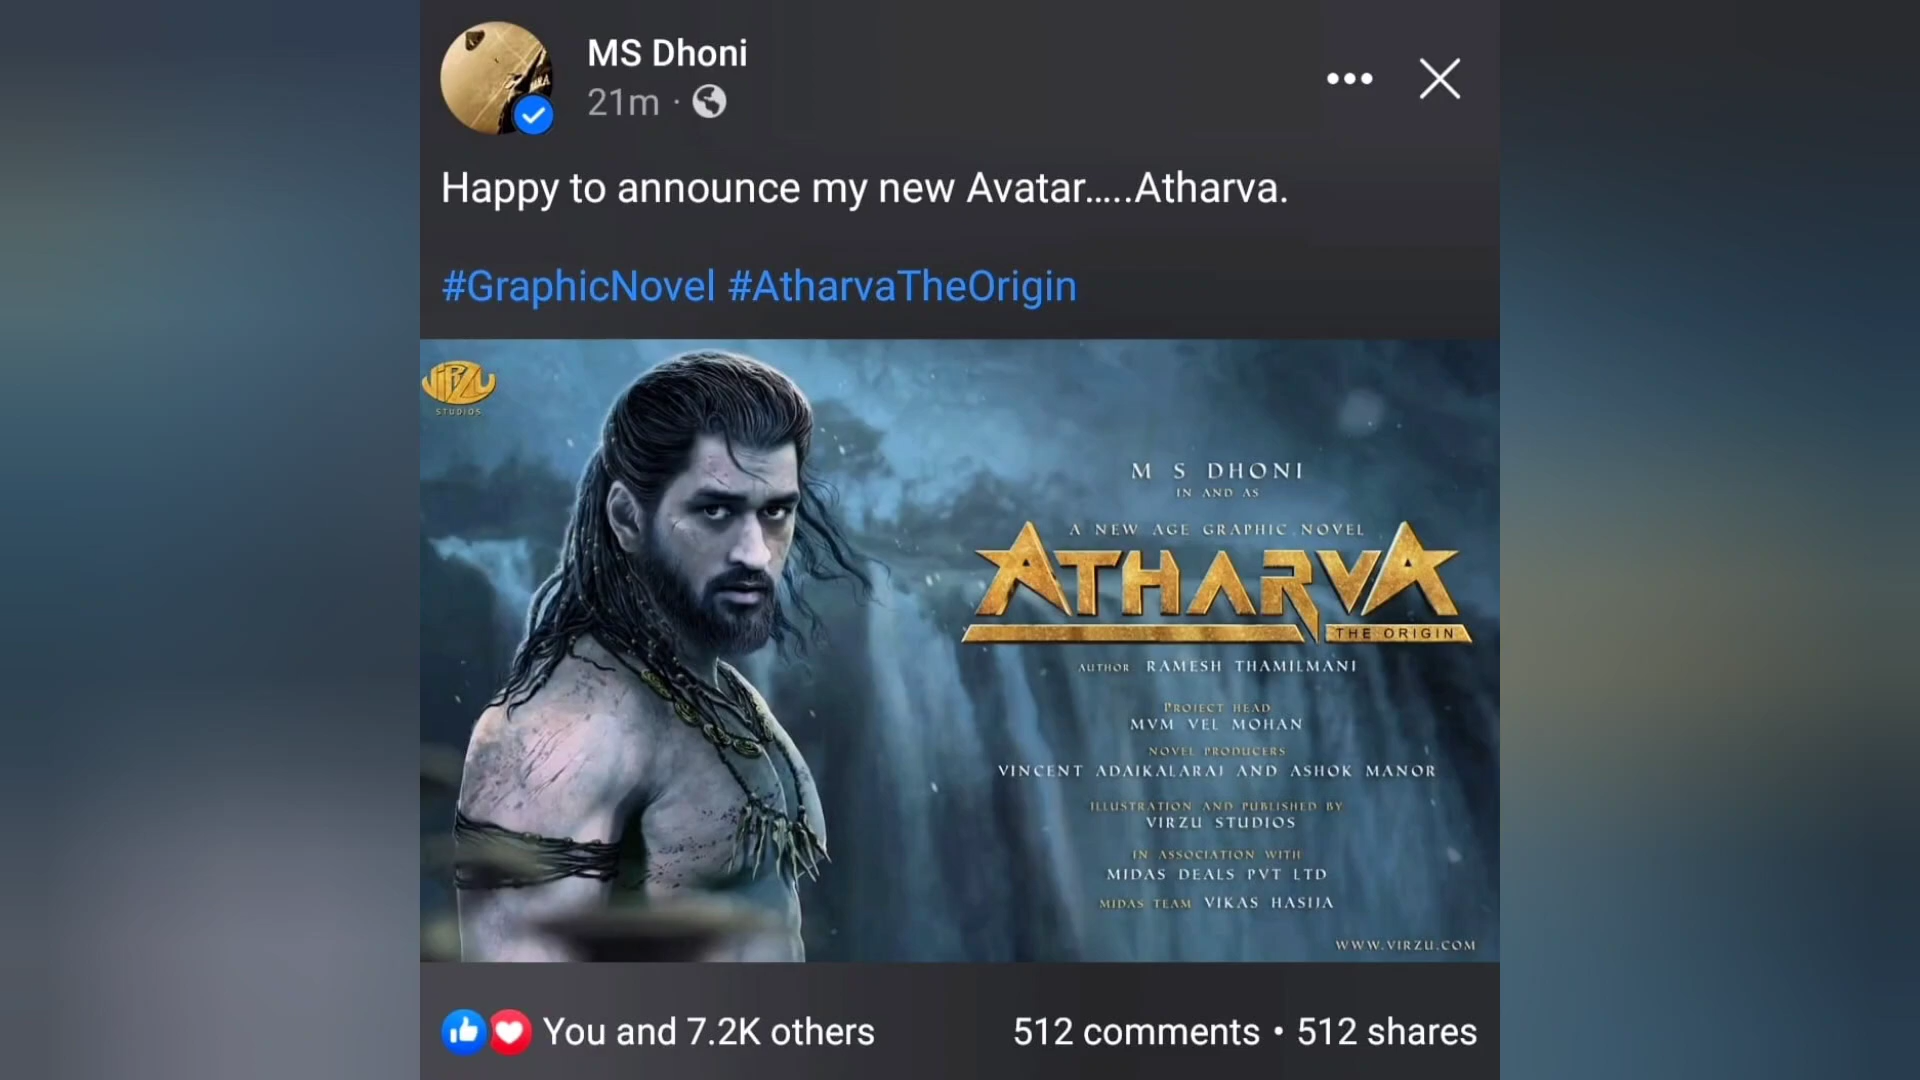 MS Dhoni
21m ·
Happy to announce my new Avatar.....Atharva.
#GraphicNovel #AtharvaTheOrigin
VIRZU
STUDIOS
M S DHONI
IN AND AS
A NEW AGE GRAPHIC NOVEL
ATHARVA
THE ORIGIN
AUTHOR RAMESH THAMILMANI
PROJECT HEAD
MVM VEL MOHAN
NOVEL PRODUCERS
VINCENT ADAIKALARAJ AND ASHOK MANOR
ILLUSTRATION AND PUBLISHED BY
VIRZU STUDIOS
IN ASSOCIATION WITH
MIDAS DEALS PVT LTD
MIDAS TEAM VIKAS HASIJA
WWW.VIRZU.COM
You and 7.2K others
512 comments • 512 shares